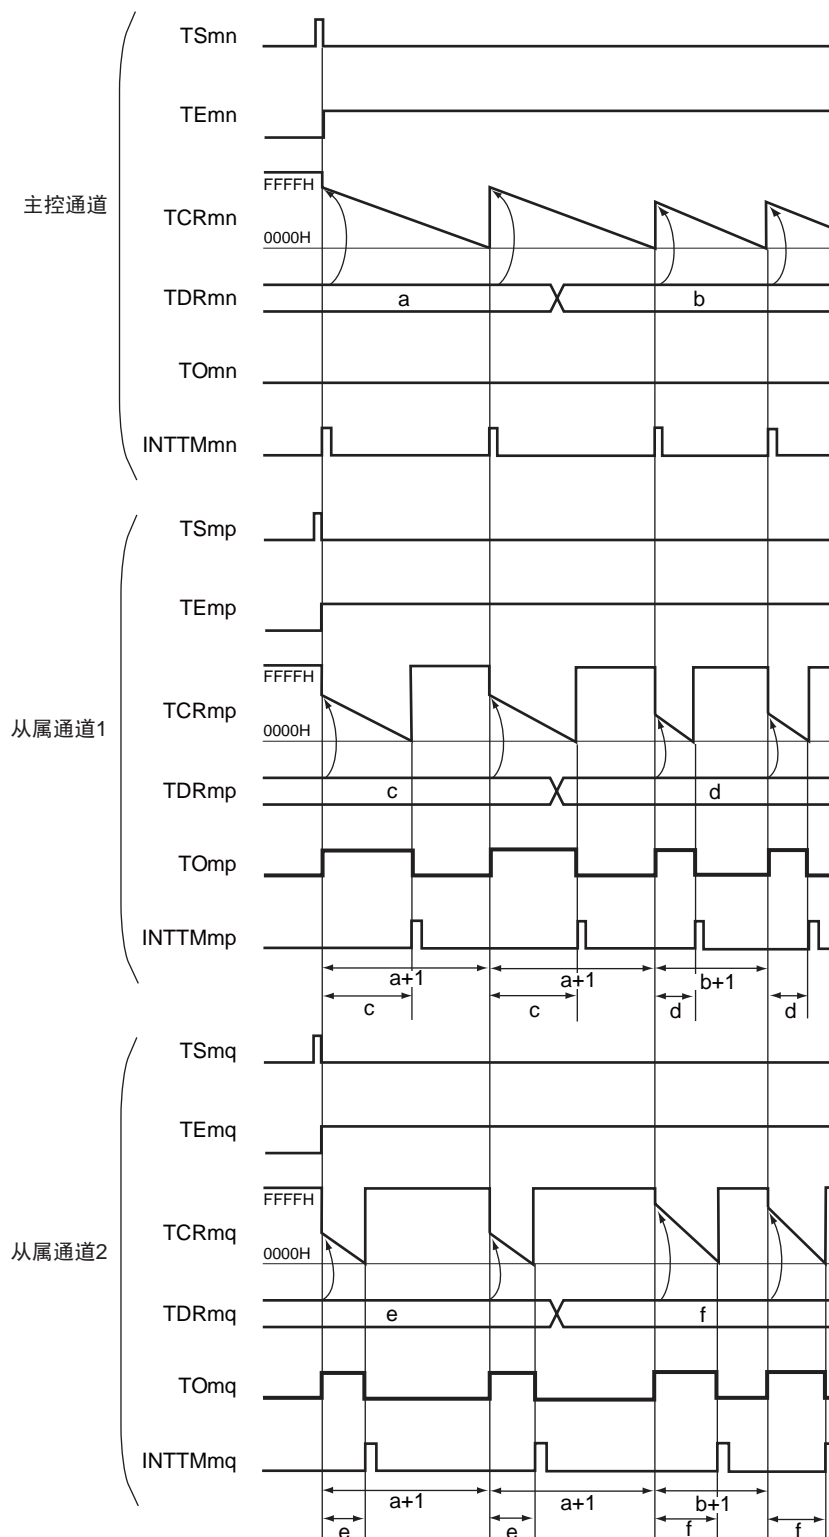 TSmn
TEmn
主控通道
TCRmn
FFFFH
0000H
TDRmn
a
b
TOmn
INTTMmn
TSmp
TEmp
从属通道1
TCRmp
FFFFH
0000H
TDRmp
c
d
TOmp
INTTMmp
a+1
a+1
b+1
c
c
d
d
TSmq
TEmq
从属通道2
TCRmq
FFFFH
0000H
TDRmq
e
f
TOmq
INTTMmq
a+1
a+1
b+1
e
e
f
f